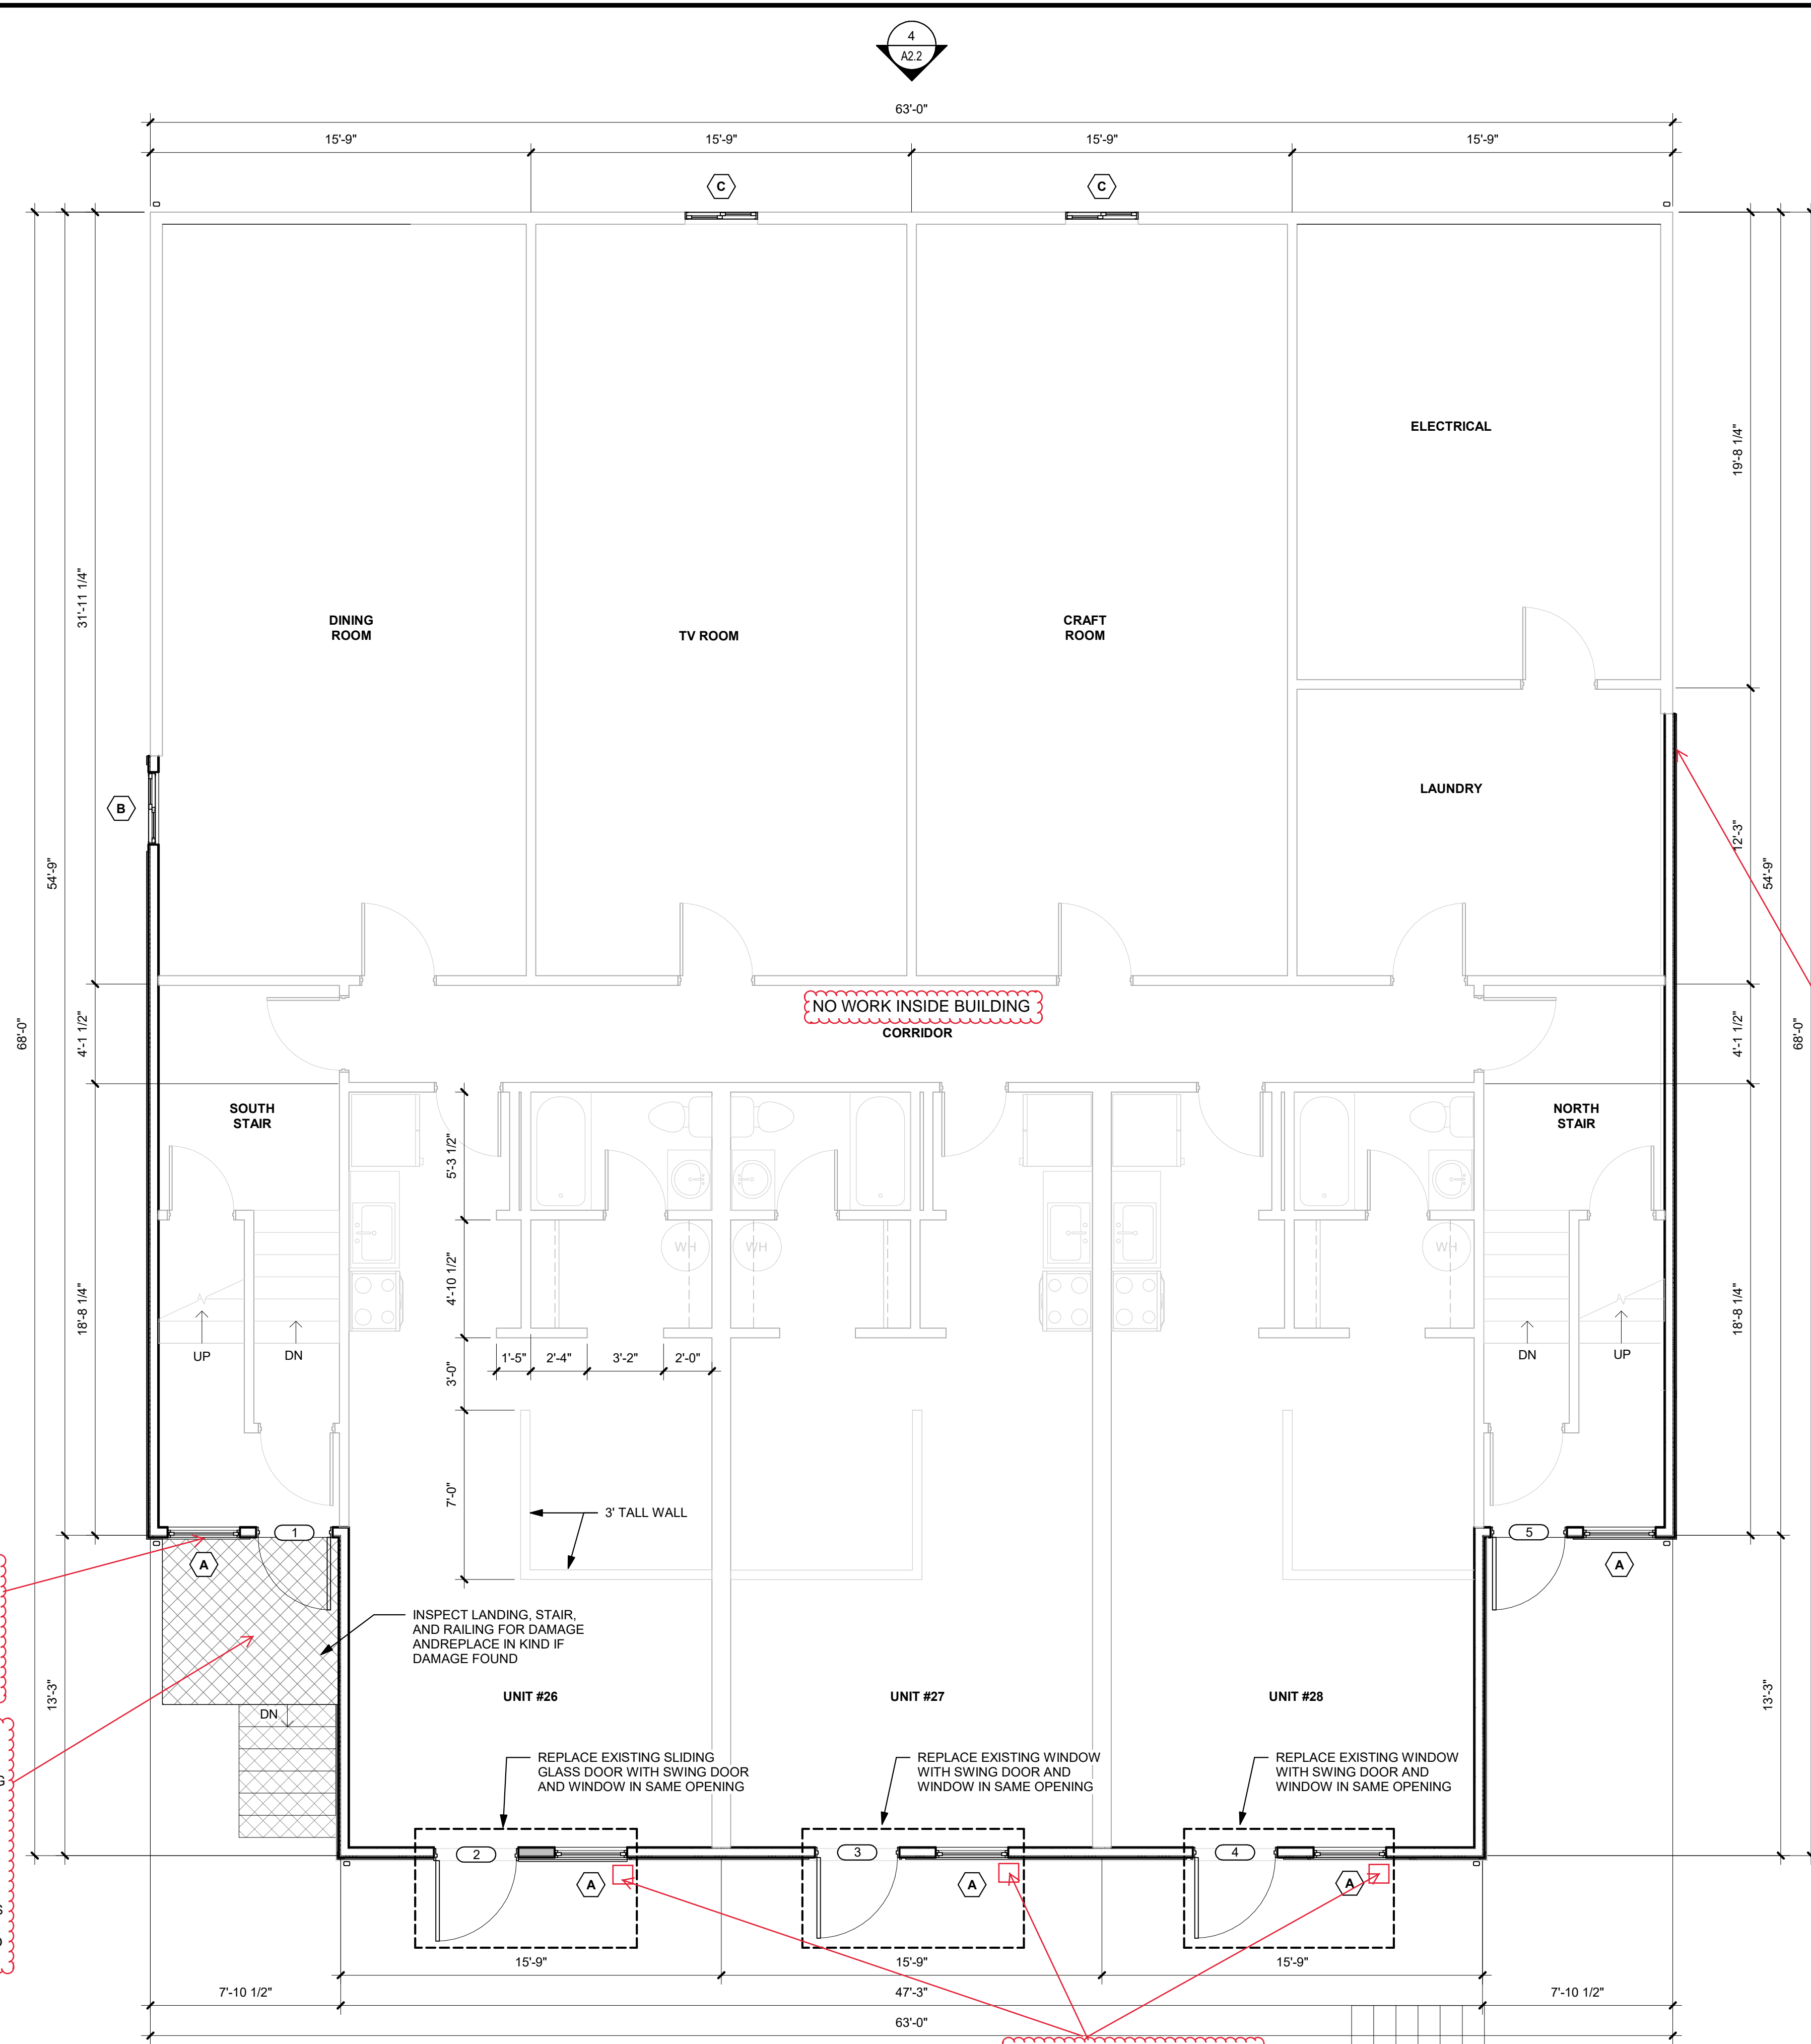 4
A2.2
63'-0"
15'-9"
15'-9"
15'-9"
15'-9"
C
C
ELECTRICAL
19'-8 1/4"
31'-11 1/4"
DINING
ROOM
TV ROOM
CRAFT
ROOM
LAUNDRY
B
12'-3"
54'-9"
54'-9"
NO WORK INSIDE BUILDING
CORRIDOR
68'-0"
4'-1 1/2"
4'-1 1/2"
68'-0"
SOUTH
STAIR
NORTH
STAIR
5'-3 1/2"
WH
WH
WH
4'-10 1/2"
18'-8 1/4"
18'-8 1/4"
UP
DN
1'-5"
2'-4"
3'-2"
2'-0"
3'-0"
DN
UP
7'-0"
3' TALL WALL
1
5
A
A
INSPECT LANDING, STAIR,
AND RAILING FOR DAMAGE
ANDREPLACE IN KIND IF
DAMAGE FOUND
13'-3"
13'-3"
UNIT #26
UNIT #27
UNIT #28
DN
REPLACE EXISTING SLIDING
GLASS DOOR WITH SWING DOOR
AND WINDOW IN SAME OPENING
REPLACE EXISTING WINDOW
WITH SWING DOOR AND
WINDOW IN SAME OPENING
REPLACE EXISTING WINDOW
WITH SWING DOOR AND
WINDOW IN SAME OPENING
2
3
4
A
A
A
15'-9"
15'-9"
15'-9"
7'-10 1/2"
47'-3"
7'-10 1/2"
63'-0"